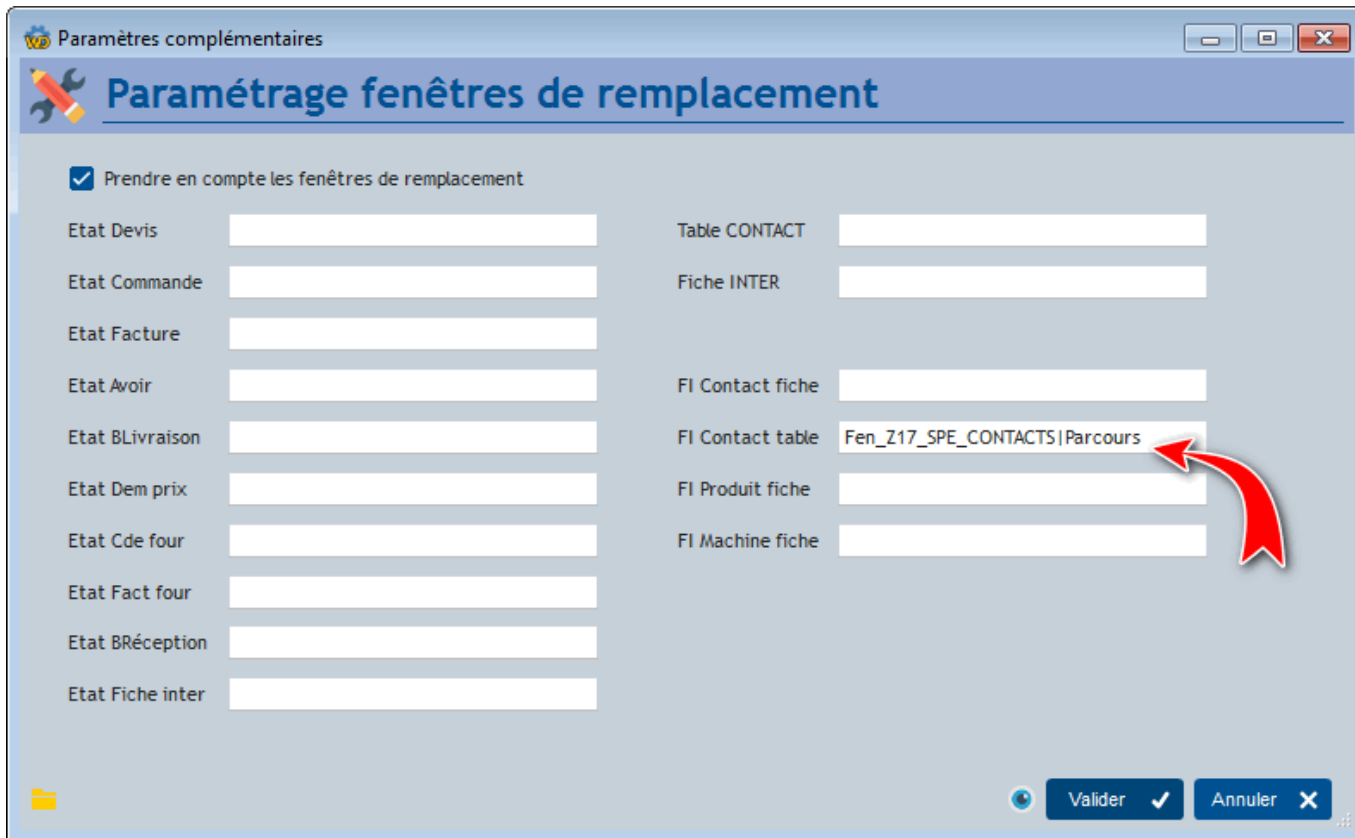 Paramètres complémentaires
Paramétrage fenêtres de remplacement
Prendre en compte les fenêtres de remplacement
Etat Devis
Etat Commande
Etat Facture
Etat Avoir
Etat BLivraison
Etat Dem prix
Etat Cde four
Etat Fact four
Etat BRéception
Etat Fiche inter
Table CONTACT
Fiche INTER
FI Contact fiche
FI Contact table Fen_Z17_SPE_CONTACTS|Parcours
FI Produit fiche
FI Machine fiche
Valider
Annuler